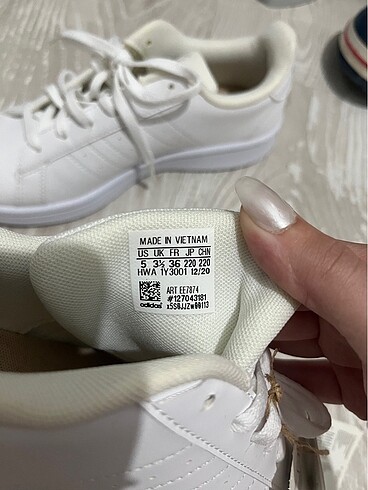 MADE IN VIETNAM
US UK FR JP CHN
5 3½ 36 220 220
HWA 1Y3001 12/20
ART EE7874
#127043181
adidas